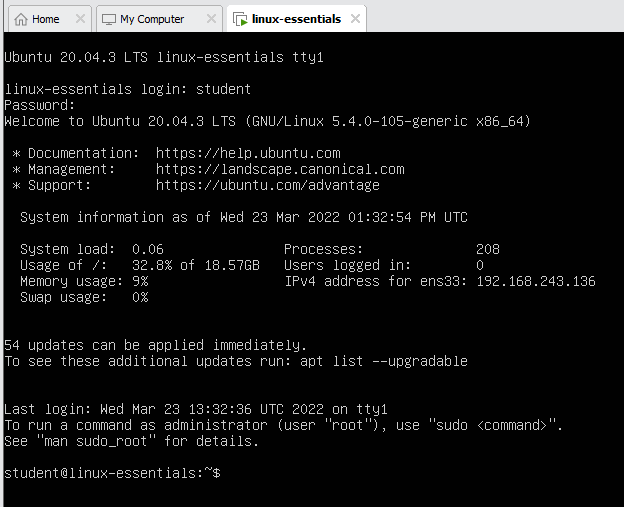 Home My Computer linux-essentials
Ubuntu 20.04.3 LTS linux-essentials tty1
linux-essentials login: student
Password:
Welcome to Ubuntu 20.04.3 LTS (GNU/Linux 5.4.0-105-generic x86_64)
* Documentation:  https://help.ubuntu.com
* Management:     https://landscape.canonical.com
* Support:        https://ubuntu.com/advantage
System information as of Wed 23 Mar 2022 01:32:54 PM UTC
System load:  0.06               Processes:              208
Usage of /:   32.8% of 18.57GB   Users logged in:        0
Memory usage: 9%                 IPv4 address for ens33: 192.168.243.136
Swap usage:   0%
54 updates can be applied immediately.
To see these additional updates run: apt list --upgradable
Last login: Wed Mar 23 13:32:36 UTC 2022 on tty1
To run a command as administrator (user "root"), use "sudo <command>".
See "man sudo_root" for details.
student@linux-essentials:~$